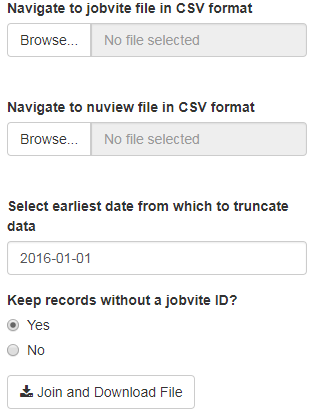 Navigate to jobvite file in CSV format
Browse... No file selected
Navigate to nuview file in CSV format
Browse... No file selected
Select earliest date from which to truncate
data
2016-01-01
Keep records without a jobvite ID?
Yes
No
Join and Download File